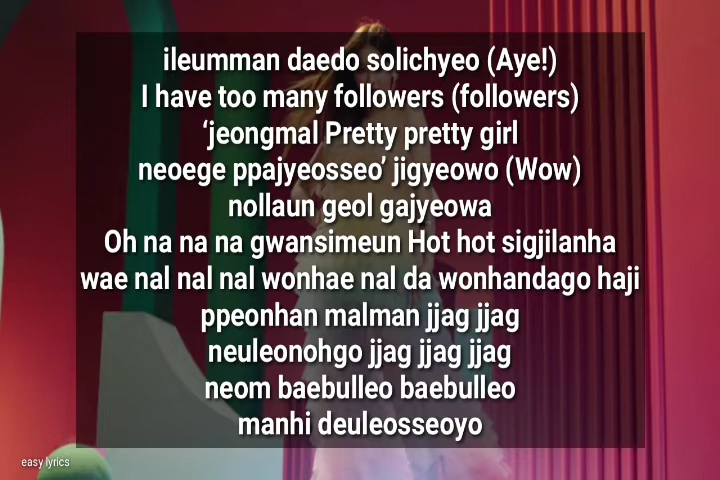 ileumman daedo solichyeo (Aye!)
I have too many followers (followers)
‘jeongmal Pretty pretty girl
neoege ppajyeosseo’ jigyeowo (Wow)
nollaun geol gajyeowa
Oh na na na gwansimeun Hot hot sigjilanha
wae nal nal nal wonhae nal da wonhandago haji
ppeonhan malman jjag jjag
neuleonohgo jjag jjag jjag
neom baebulleo baebulleo
manhi deuleosseoyo
easy lyrics